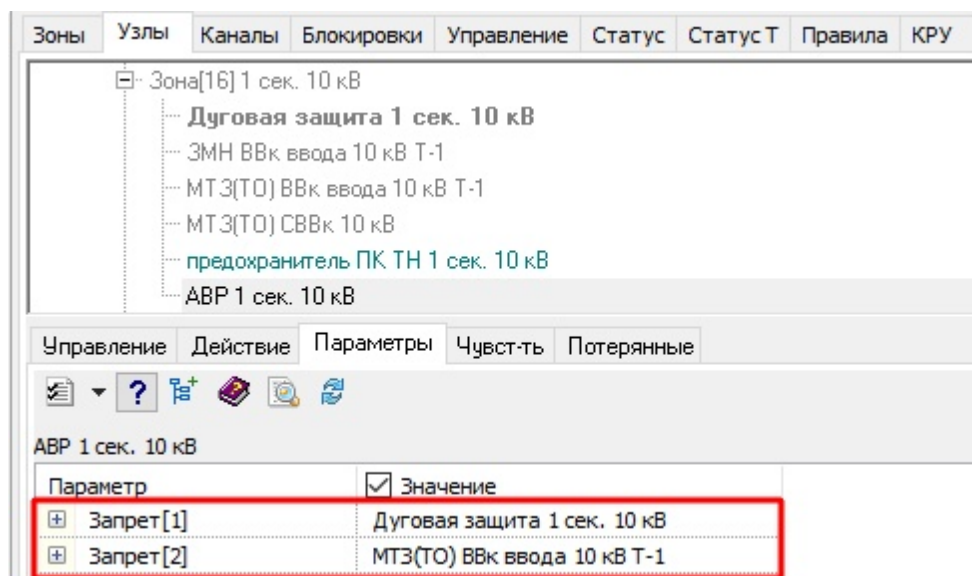 Зоны Узлы Каналы Блокировки Управление Статус Статус Т Правила КРУ
Зона[16] 1 сек. 10 кВ
Дуговая защита 1 сек. 10 кВ
ЗМН ВВк ввода 10 кВ Т-1
МТЗ(ТО) ВВк ввода 10 кВ Т-1
МТЗ(ТО) СВВк 10 кВ
предохранитель ПК ТН 1 сек. 10 кВ
АВР 1 сек. 10 кВ
Управление Действие Параметры Чувст-ть Потерянные
?
АВР 1 сек. 10 кВ
Параметр Значение
Запрет[1] Дуговая защита 1 сек. 10 кВ
Запрет[2] МТЗ(ТО) ВВк ввода 10 кВ Т-1